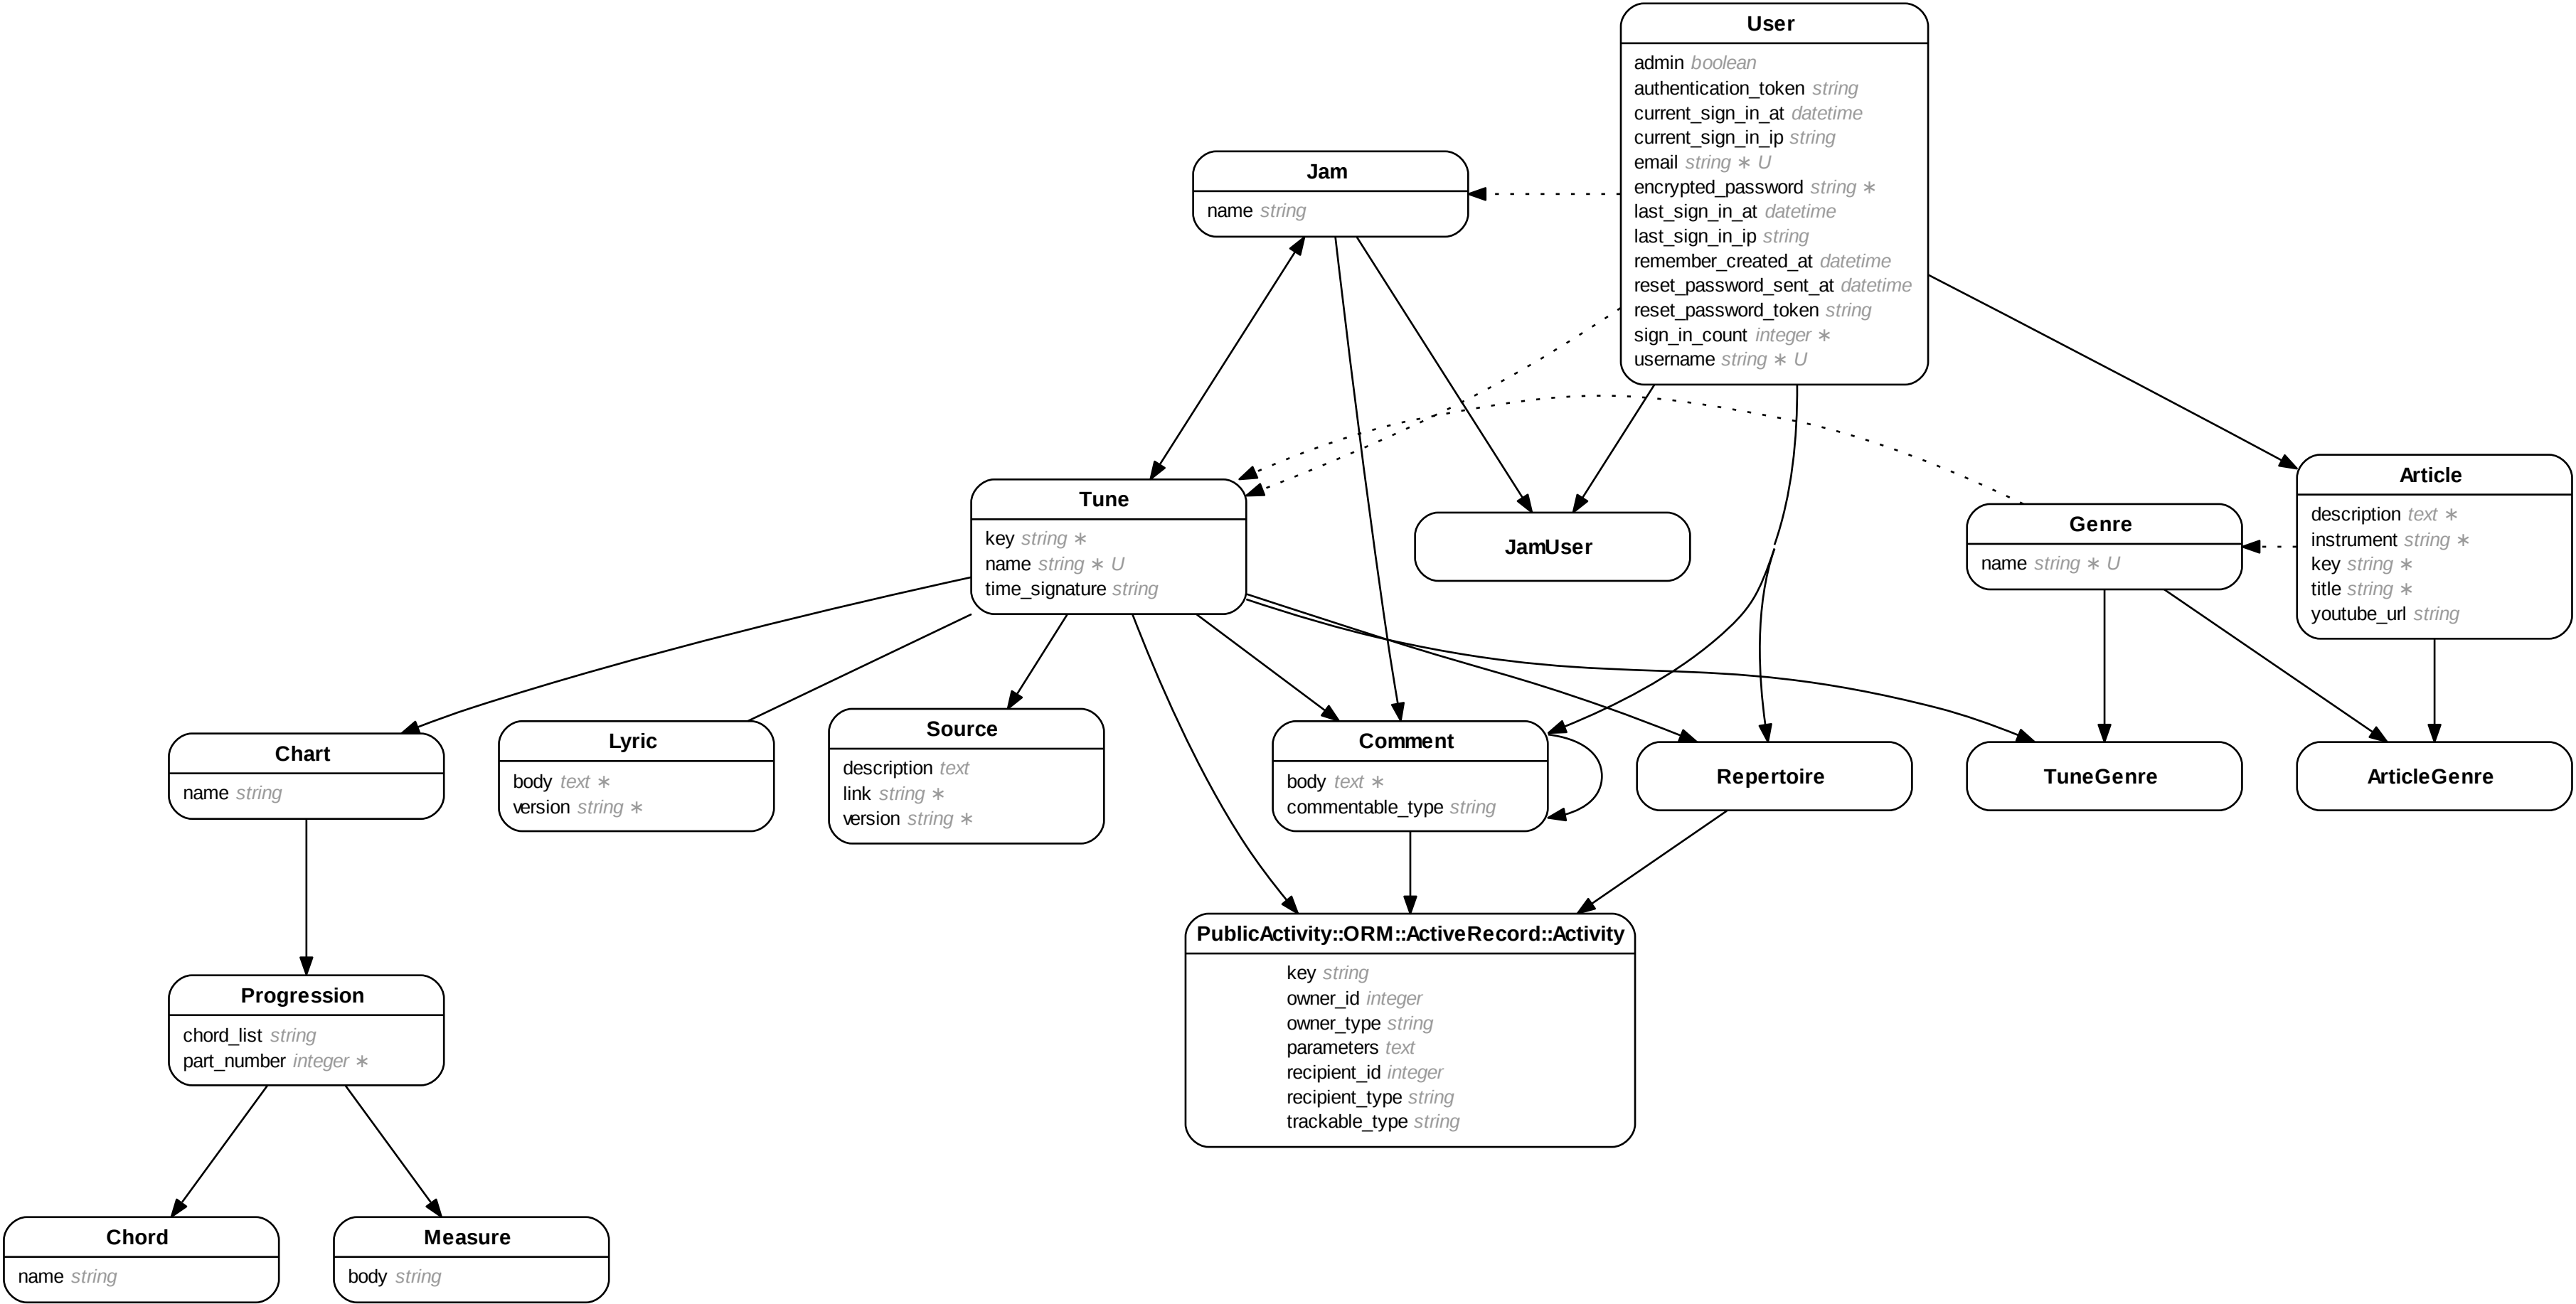 User
admin boolean
authentication_token string
current_sign_in_at datetime
current_sign_in_ip string
email string ∗ U
encrypted_password string ∗
last_sign_in_at datetime
last_sign_in_ip string
remember_created_at datetime
reset_password_sent_at datetime
reset_password_token string
sign_in_count integer ∗
username string ∗ U
Jam
name string
Tune
key string ∗
name string ∗ U
time_signature string
JamUser
Genre
name string ∗ U
Article
description text ∗
instrument string ∗
key string ∗
title string ∗
youtube_url string
Chart
name string
Lyric
body text ∗
version string ∗
Source
description text
link string ∗
version string ∗
Comment
body text ∗
commentable_type string
Repertoire
TuneGenre
ArticleGenre
PublicActivity::ORM::ActiveRecord::Activity
key string
owner_id integer
owner_type string
parameters text
recipient_id integer
recipient_type string
trackable_type string
Progression
chord_list string
part_number integer ∗
Chord
name string
Measure
body string